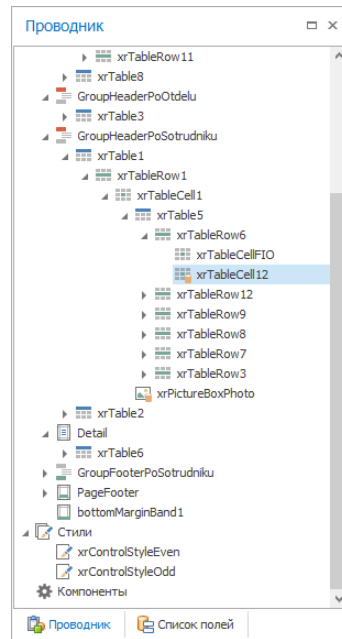 Проводник
xrTableRow11
xrTable8
GroupHeaderPoOtdelu
xrTable3
GroupHeaderPoSotrudniku
xrTable1
xrTableRow1
xrTableCell1
xrTable5
xrTableRow6
xrTableCellFIO
xrTableCell12
xrTableRow12
xrTableRow9
xrTableRow8
xrTableRow7
xrTableRow3
xrPictureBoxPhoto
xrTable2
Detail
xrTable6
GroupFooterPoSotrudniku
PageFooter
bottomMarginBand1
Стили
xrControlStyleEven
xrControlStyleOdd
Компоненты
Проводник Список полей